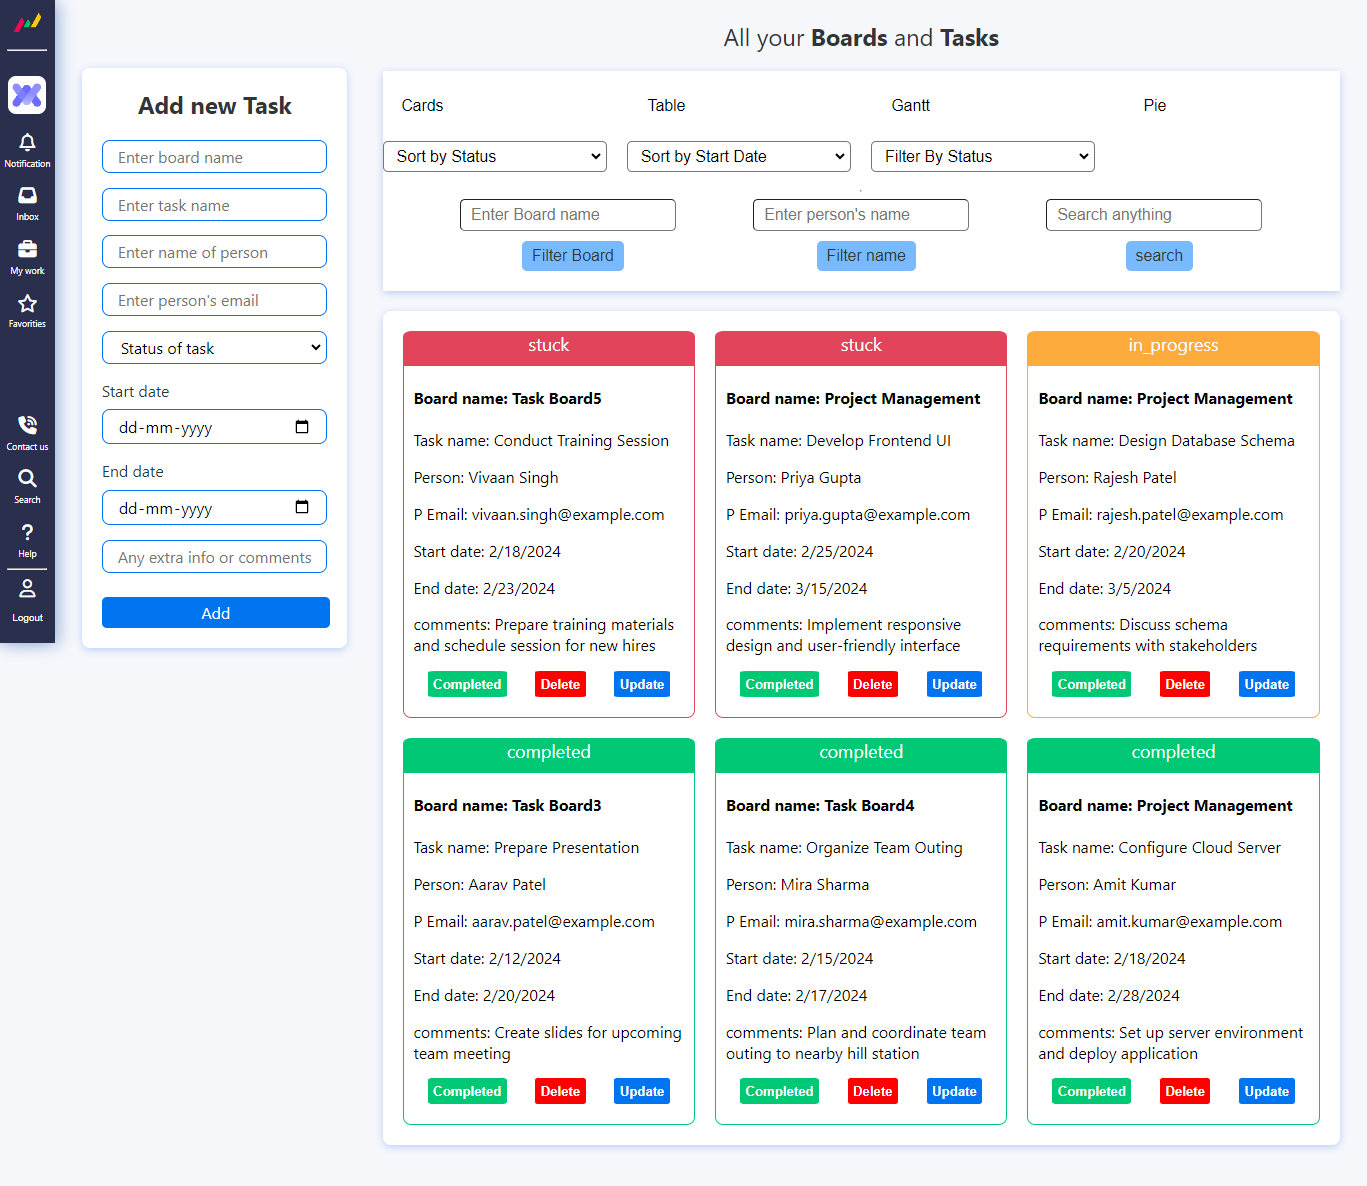 Notification
Inbox
My work
Favorities
Contact us
Search
Help
Logout
Add new Task
Enter board name
Enter task name
Enter name of person
Enter person's email
Status of task
Start date
dd-mm-yyyy
End date
dd-mm-yyyy
Any extra info or comments
Add
All your Boards and Tasks
Cards Table Gantt Pie
Sort by Status Sort by Start Date Filter By Status
Enter Board name Enter person's name Search anything
Filter Board Filter name search
stuck
Board name: Task Board5
Task name: Conduct Training Session
Person: Vivaan Singh
P Email: vivaan.singh@example.com
Start date: 2/18/2024
End date: 2/23/2024
comments: Prepare training materials
and schedule session for new hires
Completed Delete Update
stuck
Board name: Project Management
Task name: Develop Frontend UI
Person: Priya Gupta
P Email: priya.gupta@example.com
Start date: 2/25/2024
End date: 3/15/2024
comments: Implement responsive
design and user-friendly interface
Completed Delete Update
in_progress
Board name: Project Management
Task name: Design Database Schema
Person: Rajesh Patel
P Email: rajesh.patel@example.com
Start date: 2/20/2024
End date: 3/5/2024
comments: Discuss schema
requirements with stakeholders
Completed Delete Update
completed
Board name: Task Board3
Task name: Prepare Presentation
Person: Aarav Patel
P Email: aarav.patel@example.com
Start date: 2/12/2024
End date: 2/20/2024
comments: Create slides for upcoming
team meeting
Completed Delete Update
completed
Board name: Task Board4
Task name: Organize Team Outing
Person: Mira Sharma
P Email: mira.sharma@example.com
Start date: 2/15/2024
End date: 2/17/2024
comments: Plan and coordinate team
outing to nearby hill station
Completed Delete Update
completed
Board name: Project Management
Task name: Configure Cloud Server
Person: Amit Kumar
P Email: amit.kumar@example.com
Start date: 2/18/2024
End date: 2/28/2024
comments: Set up server environment
and deploy application
Completed Delete Update